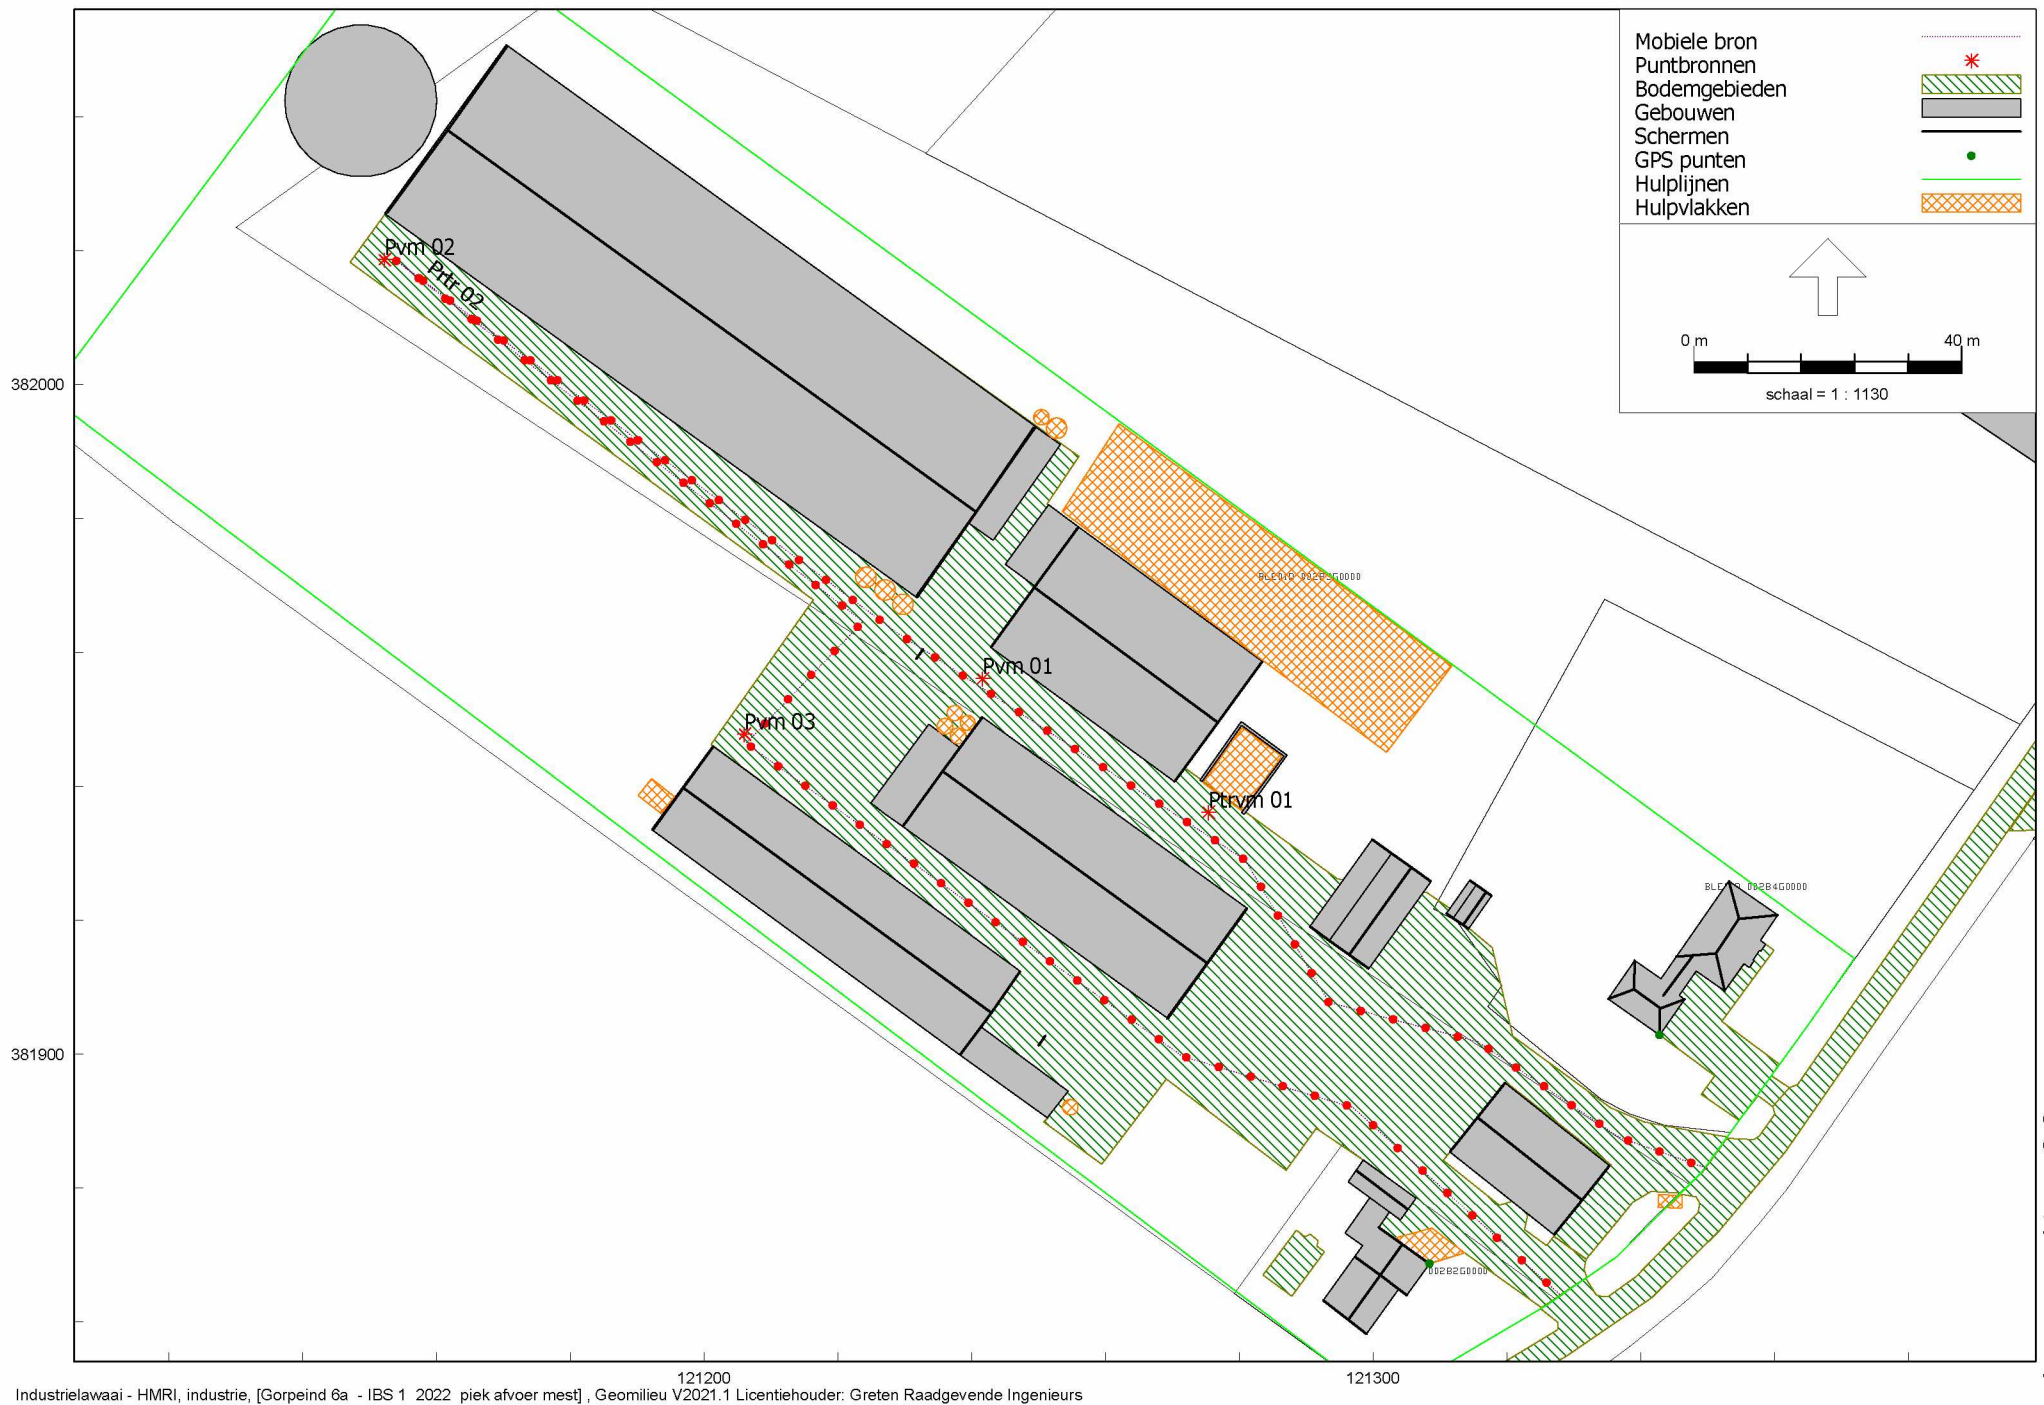 Mobiele bron
Puntbronnen
Bodemgebieden
Gebouwen
Schermen
GPS punten
Hulplijnen
Hulpvlakken
0 m 40 m
schaal = 1 : 1130
Pvm 02
Prtr 02
382000
Pvm 01
Pvm 03
Ptrvm 01
381900
DD2B2G0000
121200 121300
Industrielawaai - HMRI, industrie, [Gorpeind 6a - IBS 1 2022 piek afvoer mest] , Geomilieu V2021.1 Licentiehouder: Greten Raadgevende Ingenieurs